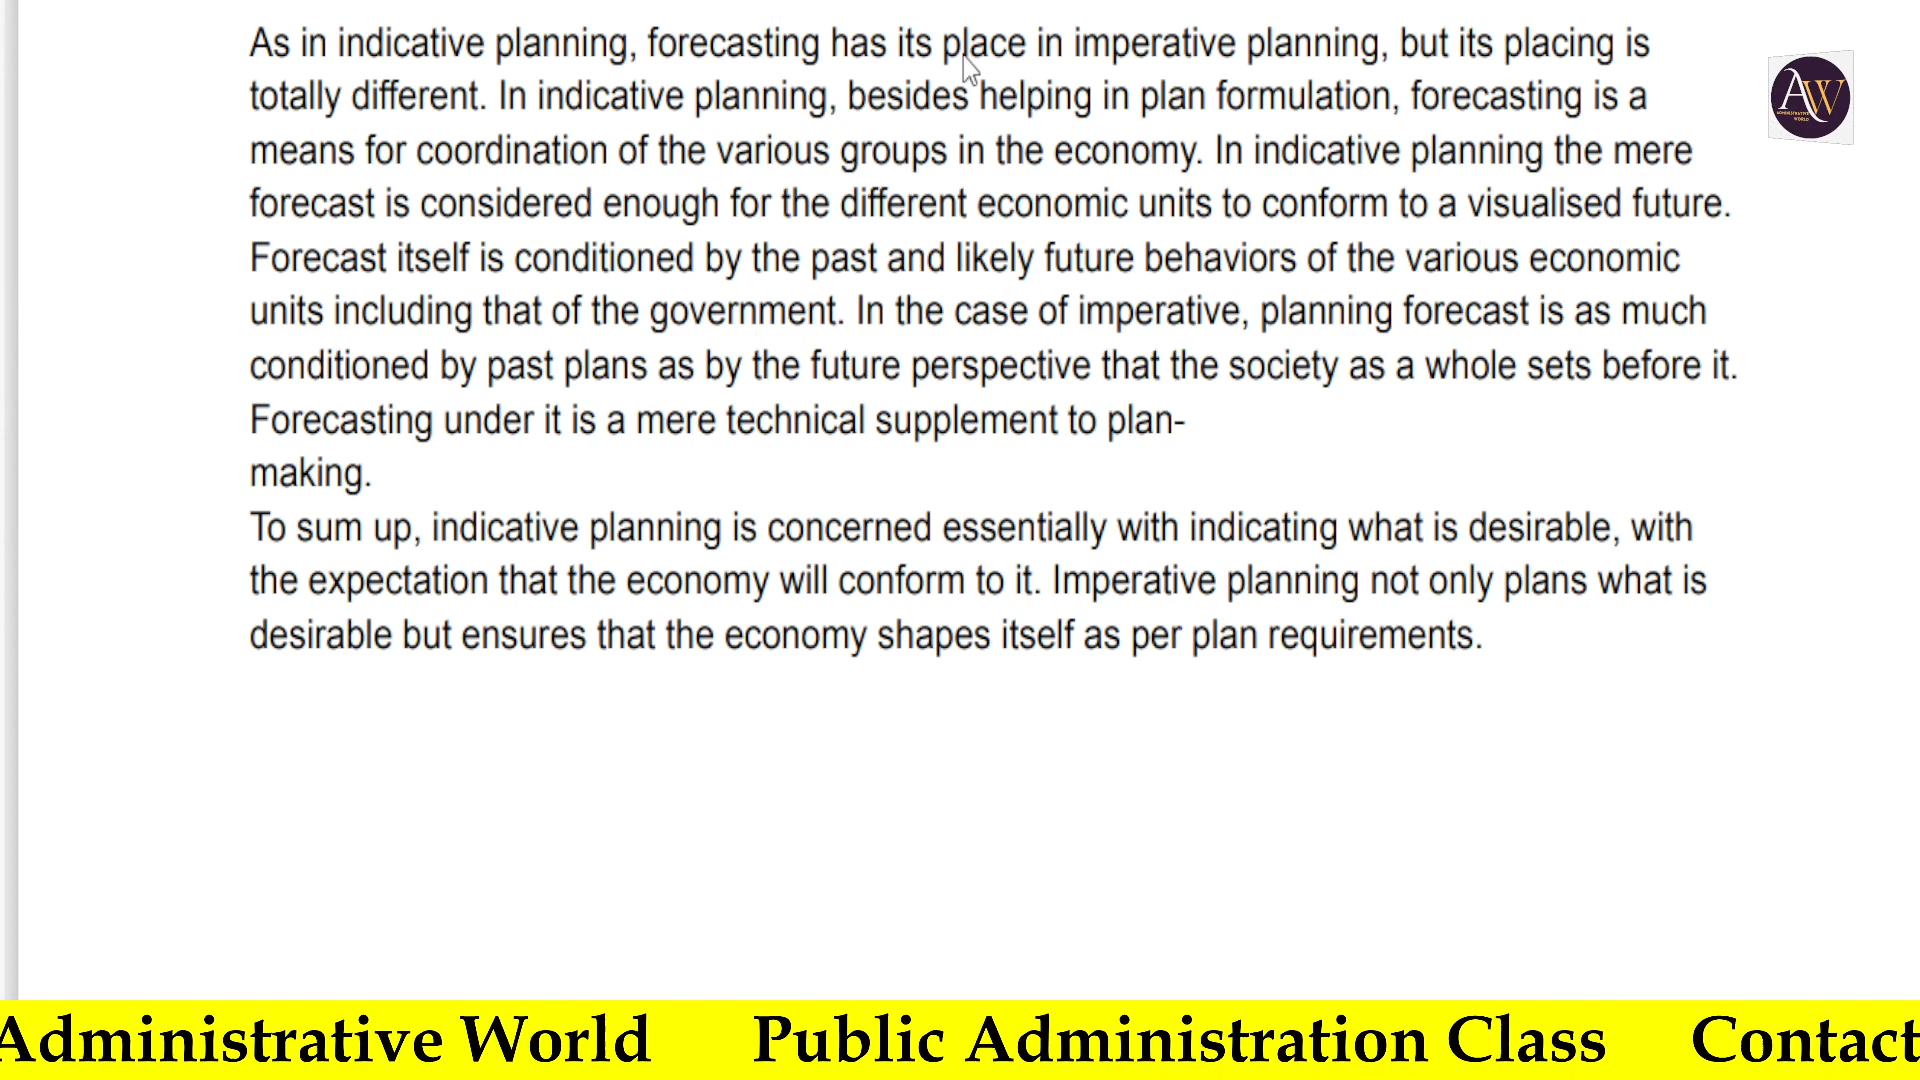 As in indicative planning, forecasting has its place in imperative planning, but its placing is
totally different. In indicative planning, besides helping in plan formulation, forecasting is a
means for coordination of the various groups in the economy. In indicative planning the mere
forecast is considered enough for the different economic units to conform to a visualised future.
Forecast itself is conditioned by the past and likely future behaviors of the various economic
units including that of the government. In the case of imperative, planning forecast is as much
conditioned by past plans as by the future perspective that the society as a whole sets before it.
Forecasting under it is a mere technical supplement to plan-
making.
To sum up, indicative planning is concerned essentially with indicating what is desirable, with
the expectation that the economy will conform to it. Imperative planning not only plans what is
desirable but ensures that the economy shapes itself as per plan requirements.
AW
ADMINISTRATIVE
WORLD
Administrative World Public Administration Class Contact